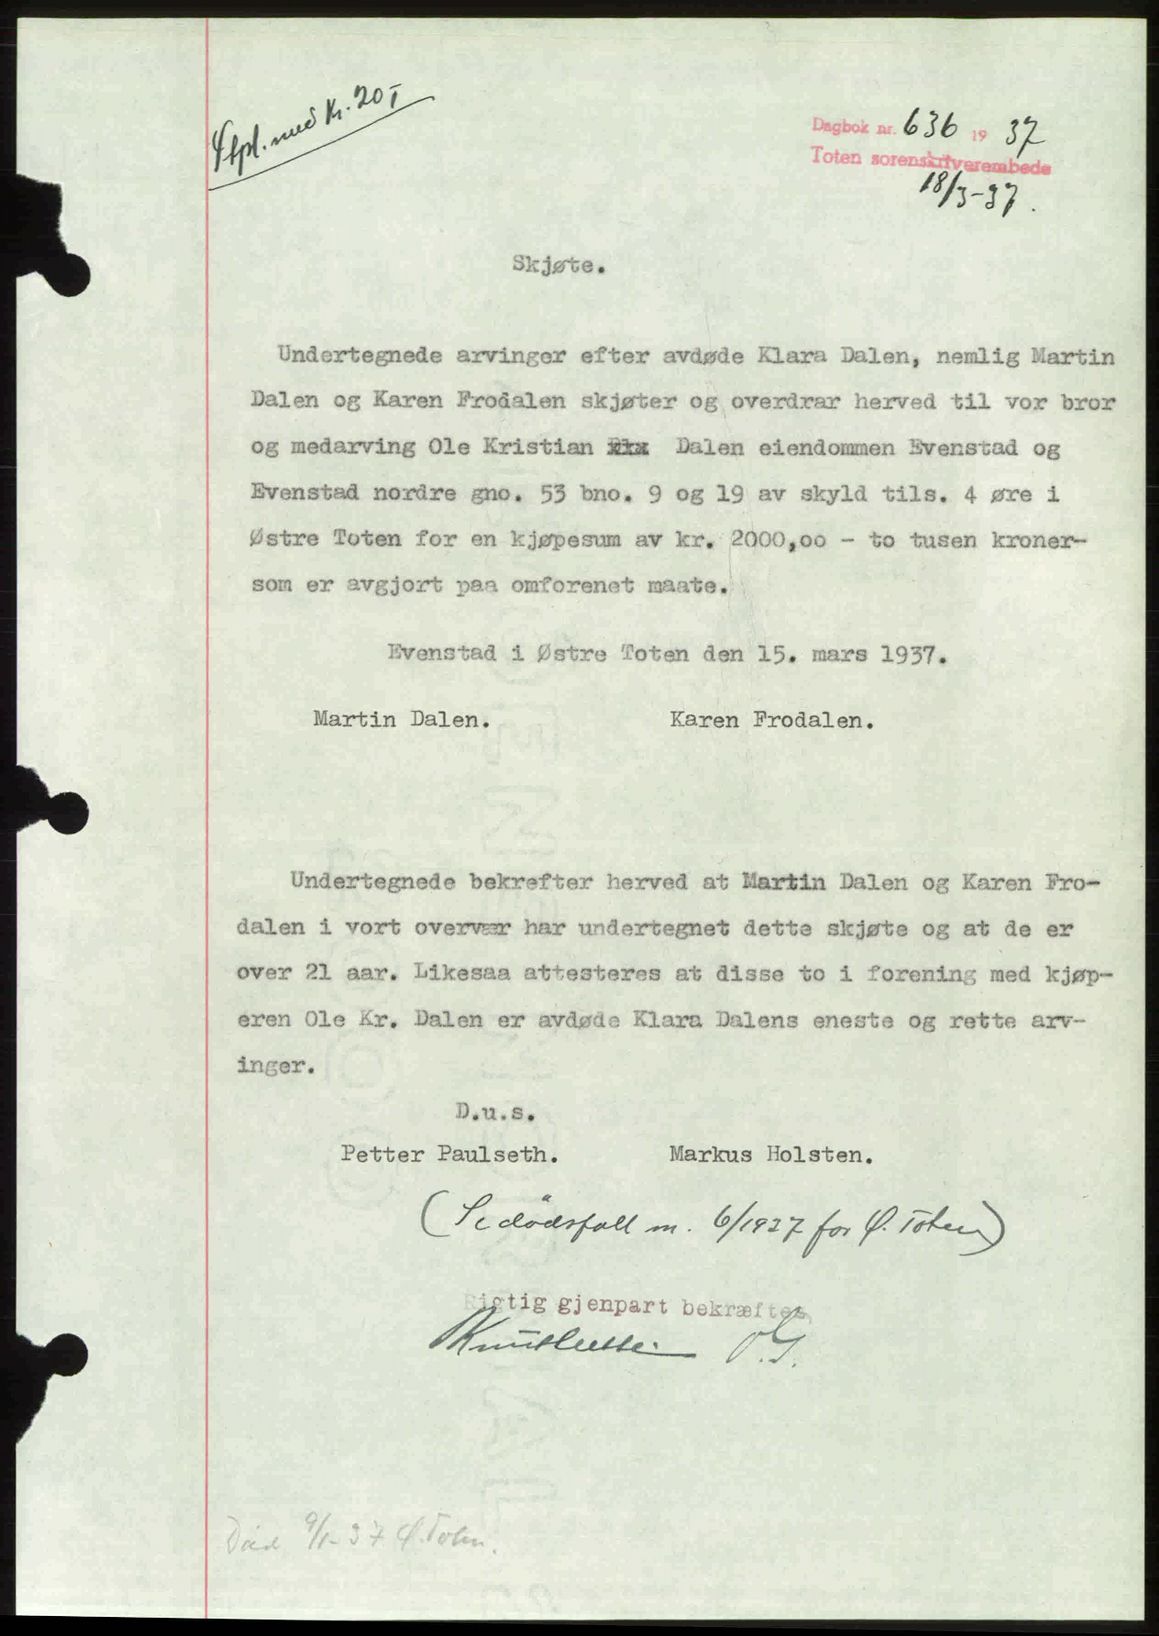 Stpl. med Kr. 20
Dagbok nr. 636 19 37
Toten sorenskriverembede
18/3-37.
Skjøte.
Undertegnede arvinger efter avdøde Klara Dalen, nemlig Martin
Dalen og Karen Frodalen skjøter og overdrar herved til vor bror
og medarving Ole Kristian Dalen eiendommen Evenstad og
Evenstad nordre gno. 53 bno. 9 og 19 av skyld tils. 4 øre i
Østre Toten for en kjøpesum av kr. 2000,oo - to tusen kroner-
som er avgjort paa omforenet maate.
Evenstad i Østre Toten den 15. mars 1937.
Martin Dalen. Karen Frodalen.
Undertegnede bekrefter herved at Martin Dalen og Karen Fro-
dalen i vort overvær har undertegnet dette skjøte og at de er
over 21 aar. Likesaa attesteres at disse to i forening med kjøp-
eren Ole Kr. Dalen er avdøde Klara Dalens eneste og rette arv-
inger.
D.u.s.
Petter Paulseth. Markus Holsten.
(Se dödsfall nr. 6/1937 for Ø. Toten)
Rigtig gjenpart bekræftes
Død 9/1-37 Ø. Toten.